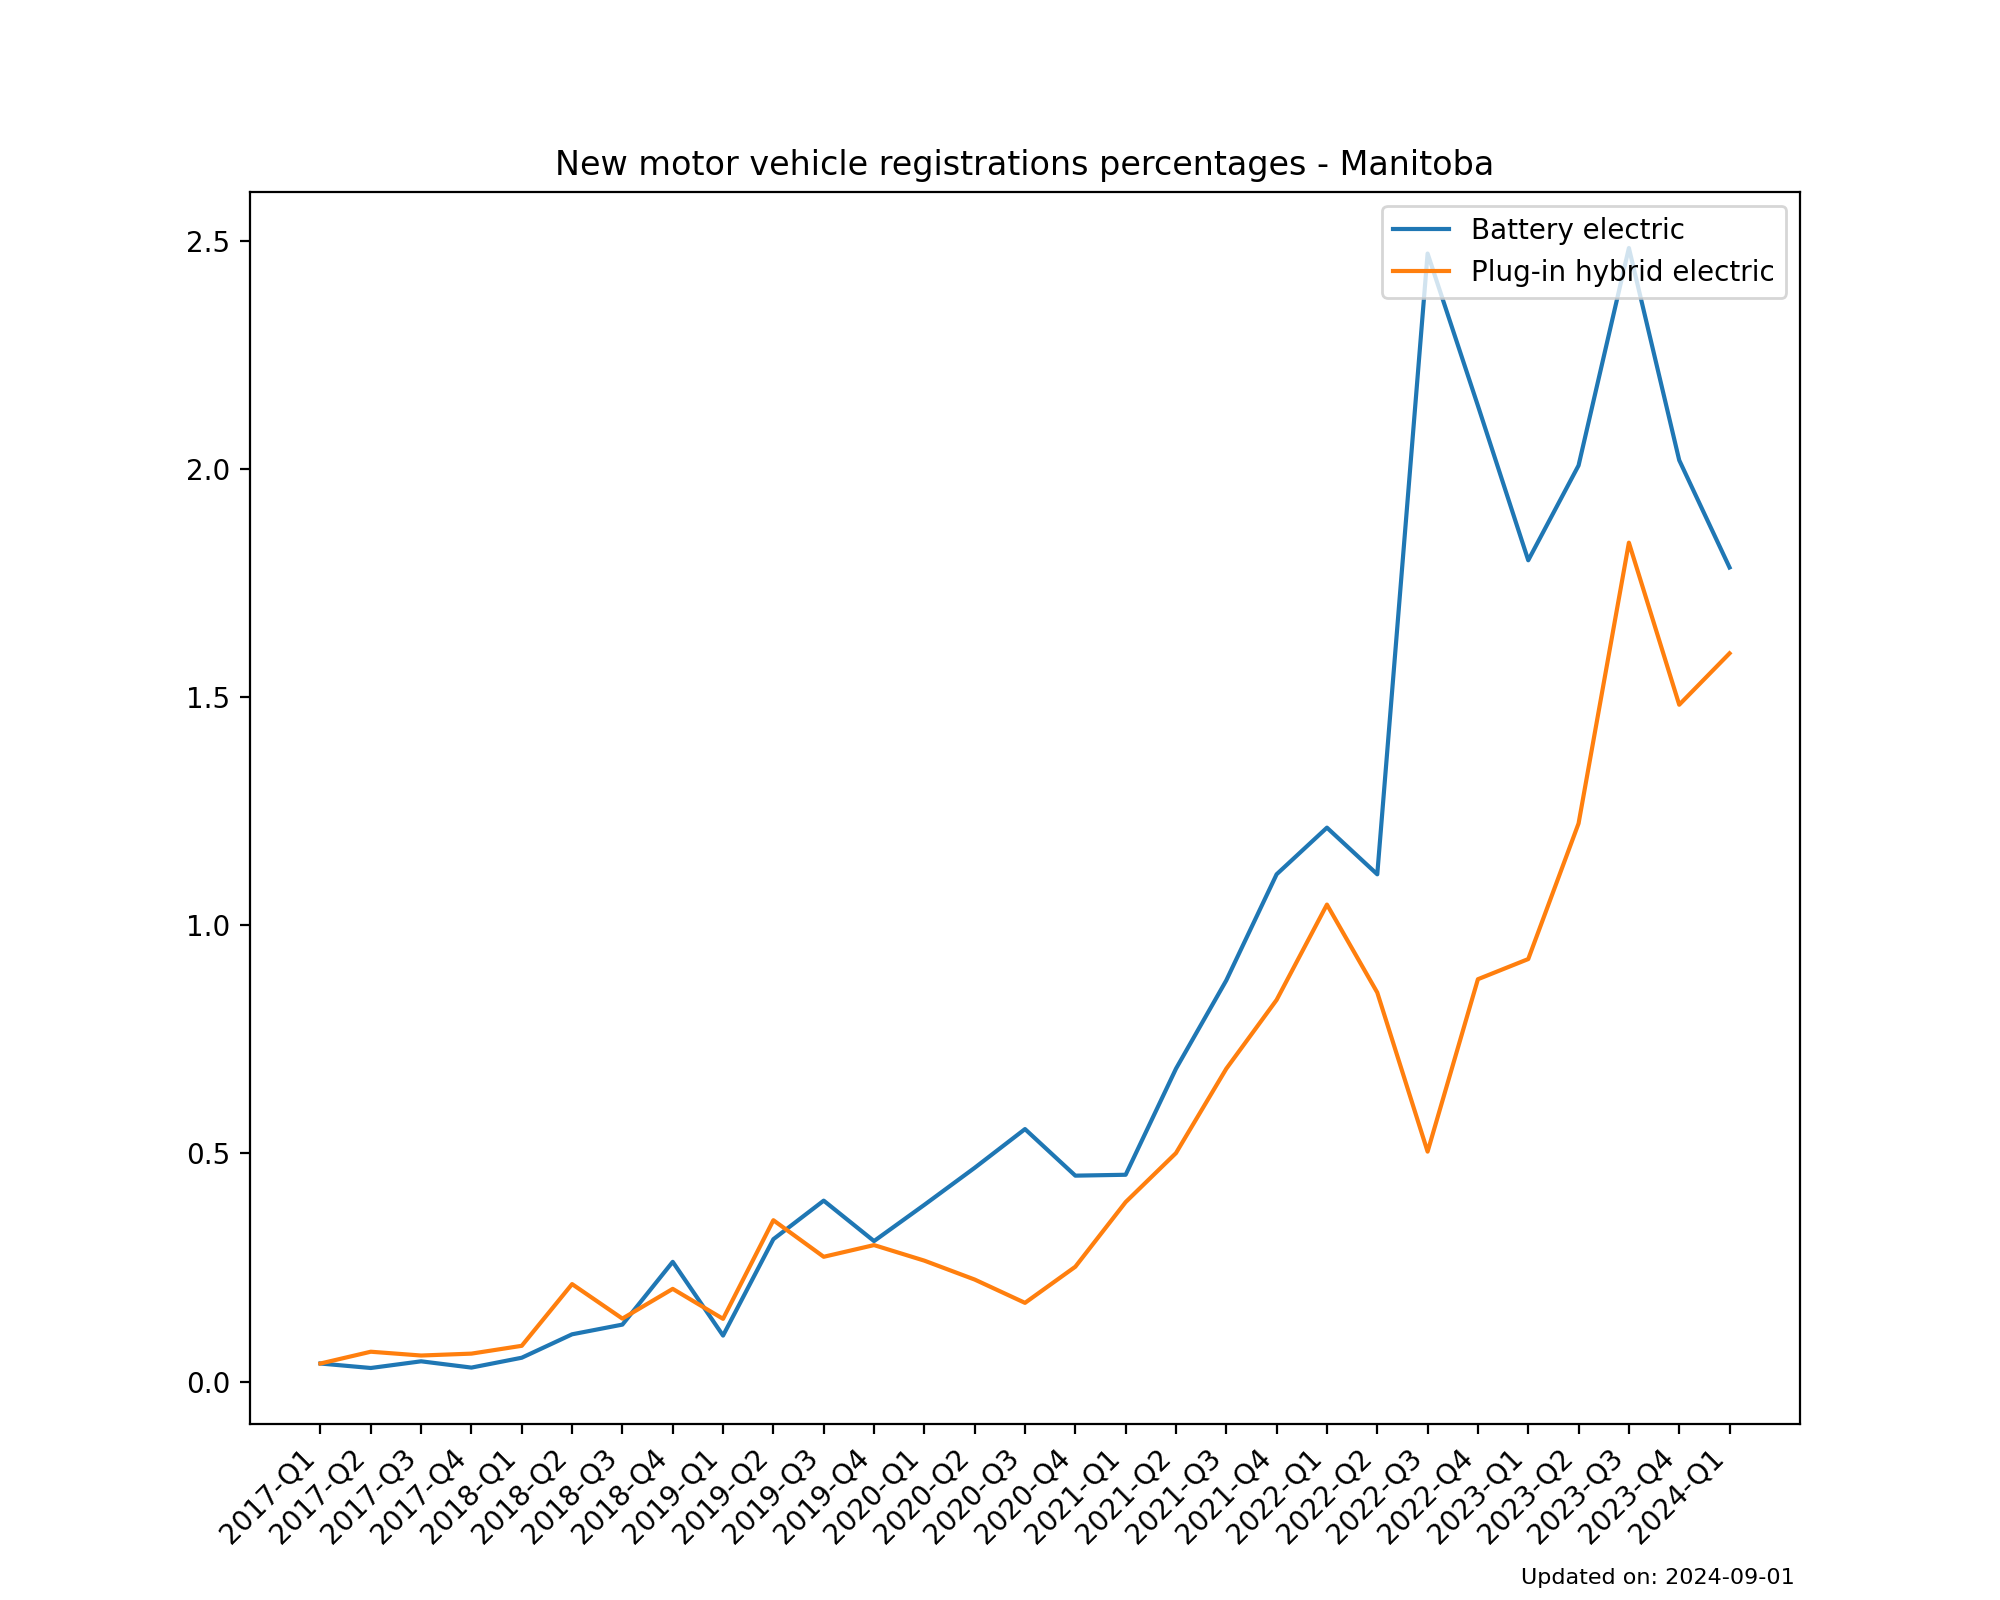 New motor vehicle registrations percentages - Manitoba
Battery electric
Plug-in hybrid electric
2.5
2.0
1.5
1.0
0.5
0.0
2017-Q1
2017-Q2
2017-Q3
2017-Q4
2018-Q1
2018-Q2
2018-Q3
2018-Q4
2019-Q1
2019-Q2
2019-Q3
2019-Q4
2020-Q1
2020-Q2
2020-Q3
2020-Q4
2021-Q1
2021-Q2
2021-Q3
2021-Q4
2022-Q1
2022-Q2
2022-Q3
2022-Q4
2023-Q1
2023-Q2
2023-Q3
2023-Q4
2024-Q1
Updated on: 2024-09-01